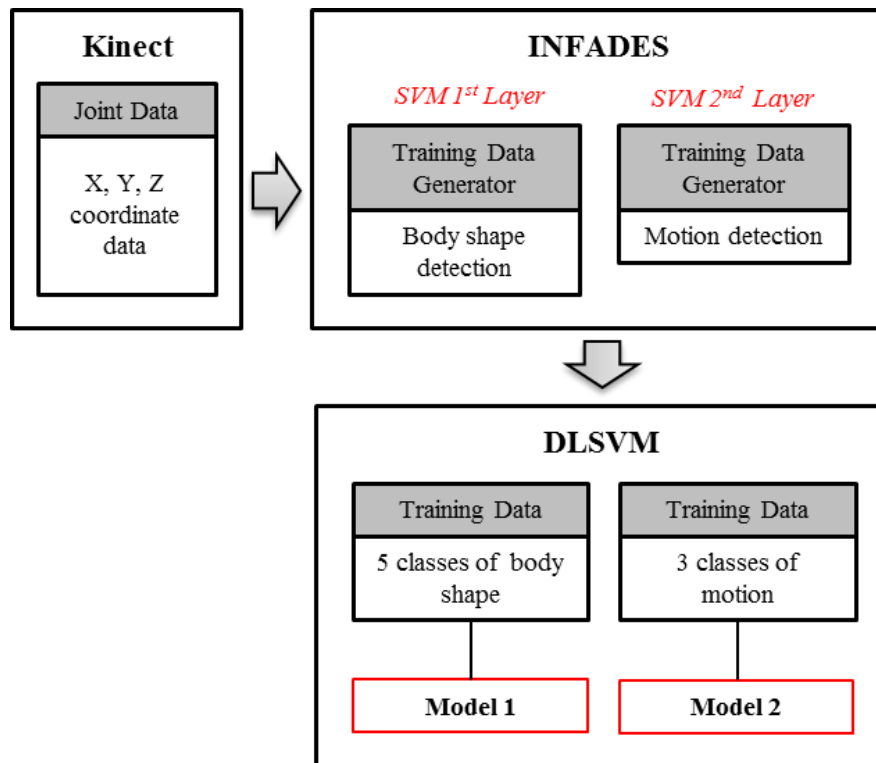 Kinect
Joint Data
X, Y, Z
coordinate
data
INFADES
SVM 1st Layer
Training Data
Generator
Body shape
detection
SVM 2nd Layer
Training Data
Generator
Motion detection
DLSVM
Training Data
5 classes of body
shape
Model 1
Training Data
3 classes of
motion
Model 2